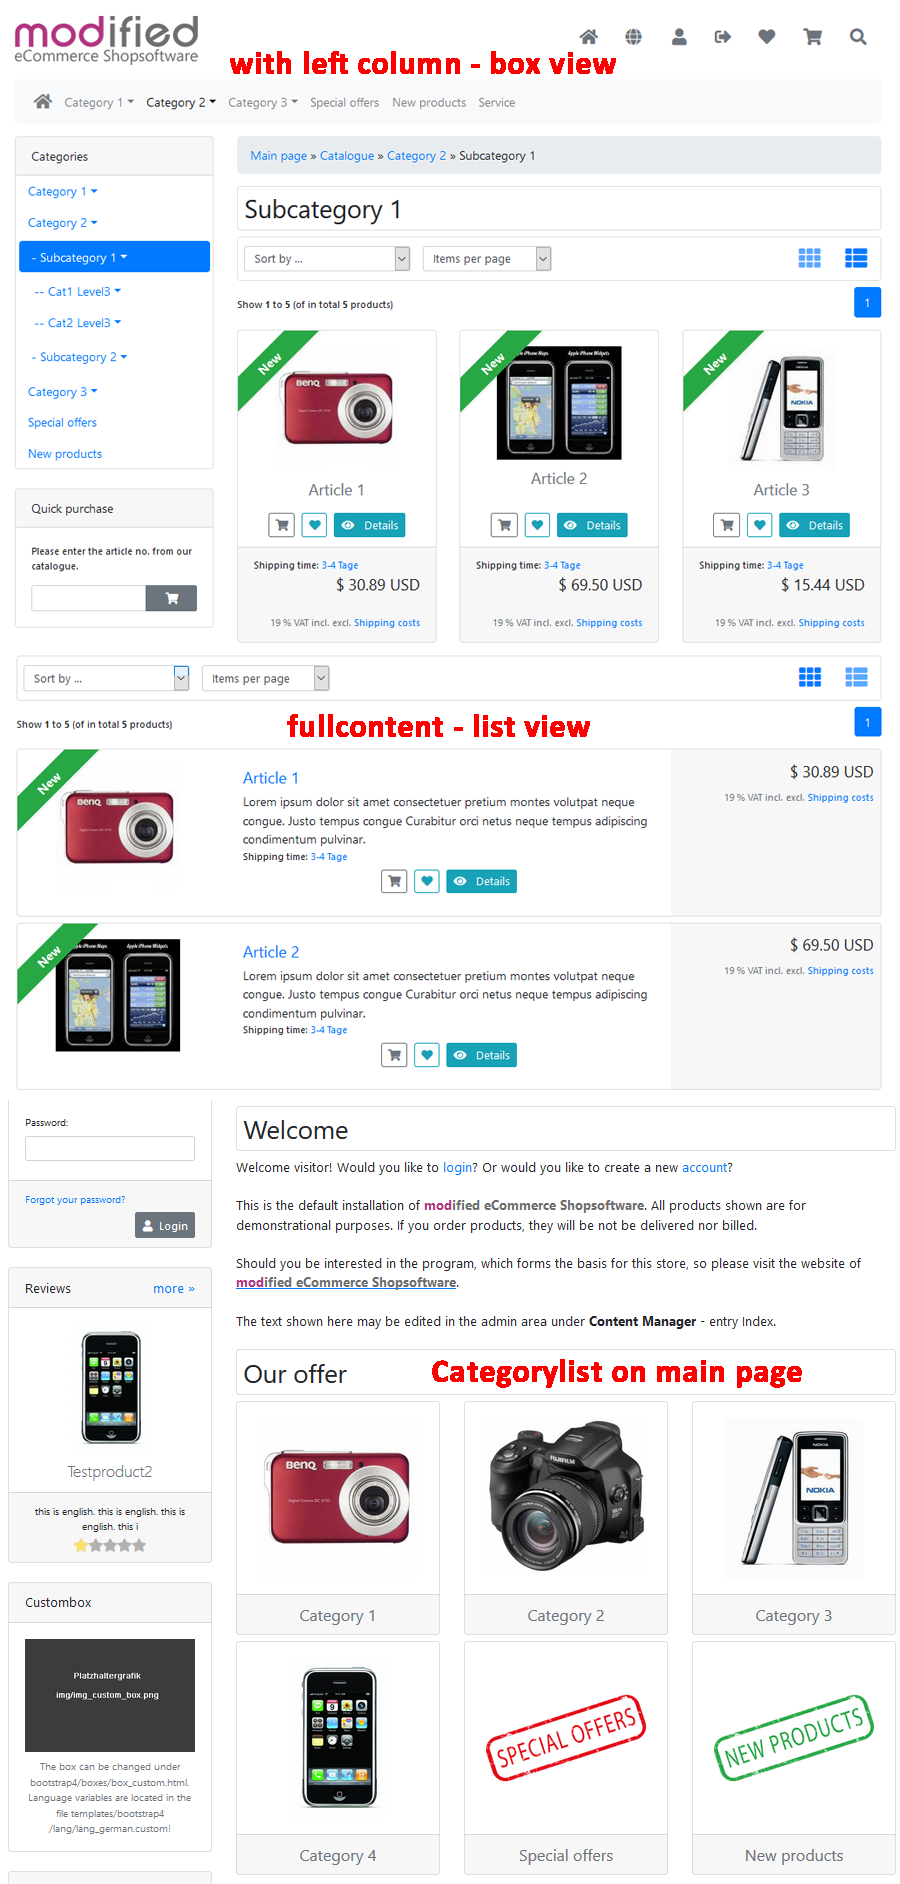 modified
eCommerce Shopsoftware
with left column - box view
Category 1 Category 2 Category 3 Special offers New products Service
Categories
Category 1
Category 2
- Subcategory 1
-- Cat1 Level3
-- Cat2 Level3
- Subcategory 2
Category 3
Special offers
New products
Quick purchase
Please enter the article no. from our
catalogue.
Main page » Catalogue » Category 2 » Subcategory 1
Subcategory 1
Sort by ... Items per page
Show 1 to 5 (of in total 5 products) 1
New
BENQ
Article 1
Details
Shipping time: 3-4 Tage
$ 30.89 USD
19 % VAT incl. excl. Shipping costs
New
Apple iPhone Maps Apple iPhone Widgets
Article 2
Details
Shipping time: 3-4 Tage
$ 69.50 USD
19 % VAT incl. excl. Shipping costs
New
NOKIA
Article 3
Details
Shipping time: 3-4 Tage
$ 15.44 USD
19 % VAT incl. excl. Shipping costs
Sort by ... Items per page
Show 1 to 5 (of in total 5 products) 1
fullcontent - list view
New
BENQ
Article 1
Lorem ipsum dolor sit amet consectetuer pretium montes volutpat neque
congue. Justo tempus congue Curabitur orci netus neque tempus adipiscing
condimentum pulvinar.
Shipping time: 3-4 Tage
Details
$ 30.89 USD
19 % VAT incl. excl. Shipping costs
New
Apple iPhone Widgets
Article 2
Lorem ipsum dolor sit amet consectetuer pretium montes volutpat neque
congue. Justo tempus congue Curabitur orci netus neque tempus adipiscing
condimentum pulvinar.
Shipping time: 3-4 Tage
Details
$ 69.50 USD
19 % VAT incl. excl. Shipping costs
Password:
Forgot your password?
Login
Reviews more »
Testproduct2
this is english. this is english. this is
english. this i
Custombox
Platzhaltergrafik
img/img_custom_box.png
The box can be changed under
bootstrap4/boxes/box_custom.html.
Language variables are located in the
file templates/bootstrap4
/lang/lang_german.custom!
Welcome
Welcome visitor! Would you like to login? Or would you like to create a new account?
This is the default installation of modified eCommerce Shopsoftware. All products shown are for
demonstrational purposes. If you order products, they will be not be delivered nor billed.
Should you be interested in the program, which forms the basis for this store, so please visit the website of
modified eCommerce Shopsoftware.
The text shown here may be edited in the admin area under Content Manager - entry Index.
Our offer
Categorylist on main page
BENQ
Category 1
FUJIFILM
Category 2
NOKIA
Category 3
Category 4
SPECIAL OFFERS
Special offers
NEW PRODUCTS
New products